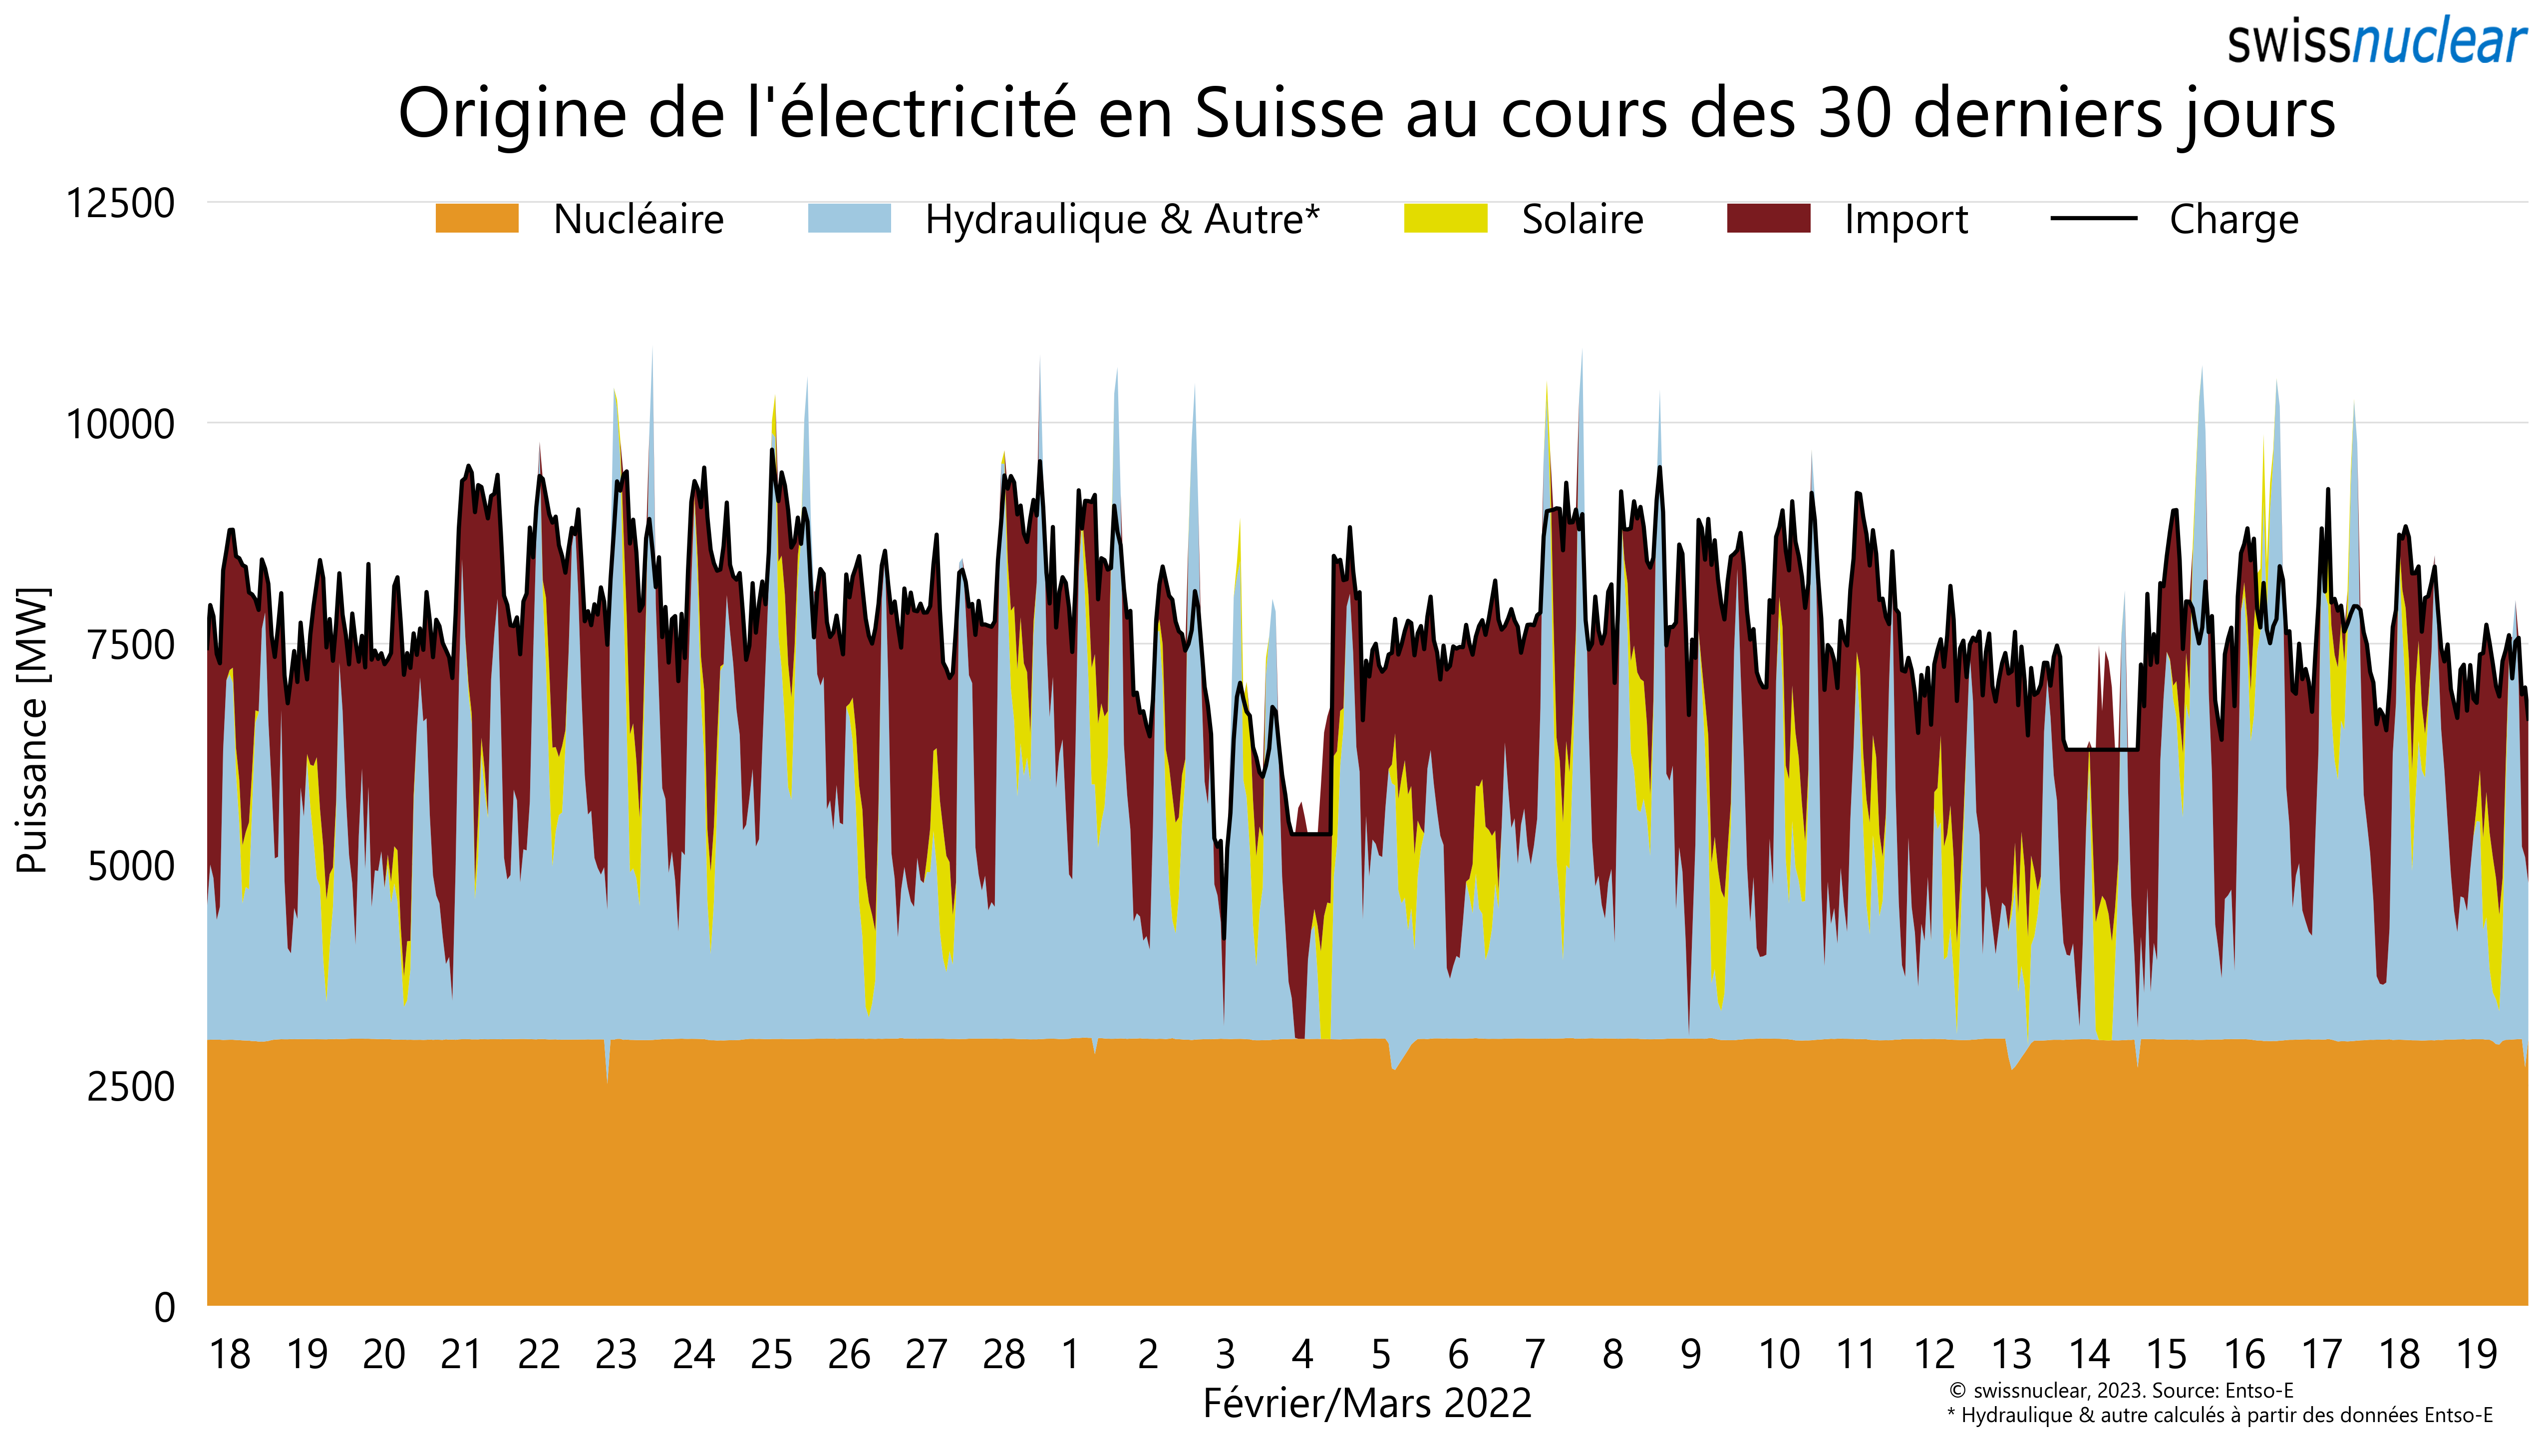 swissnuclear
Origine de l'électricité en Suisse au cours des 30 derniers jours
12500
Nucléaire Hydraulique & Autre* Solaire Import Charge
10000
7500
5000
2500
0
Puissance [MW]
18 19 20 21 22 23 24 25 26 27 28 1 2 3 4 5 6 7 8 9 10 11 12 13 14 15 16 17 18 19
Février/Mars 2022
© swissnuclear, 2023. Source: Entso-E
* Hydraulique & autre calculés à partir des données Entso-E